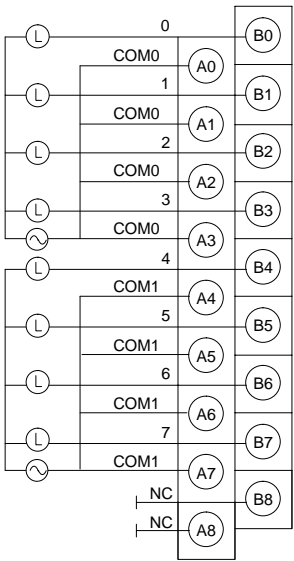 L 0 B0
COM0 A0
L 1 B1
COM0 A1
L 2 B2
COM0 A2
L 3 B3
COM0 A3
L 4 B4
COM1 A4
L 5 B5
COM1 A5
L 6 B6
COM1 A6
L 7 B7
COM1 A7
NC B8
NC A8